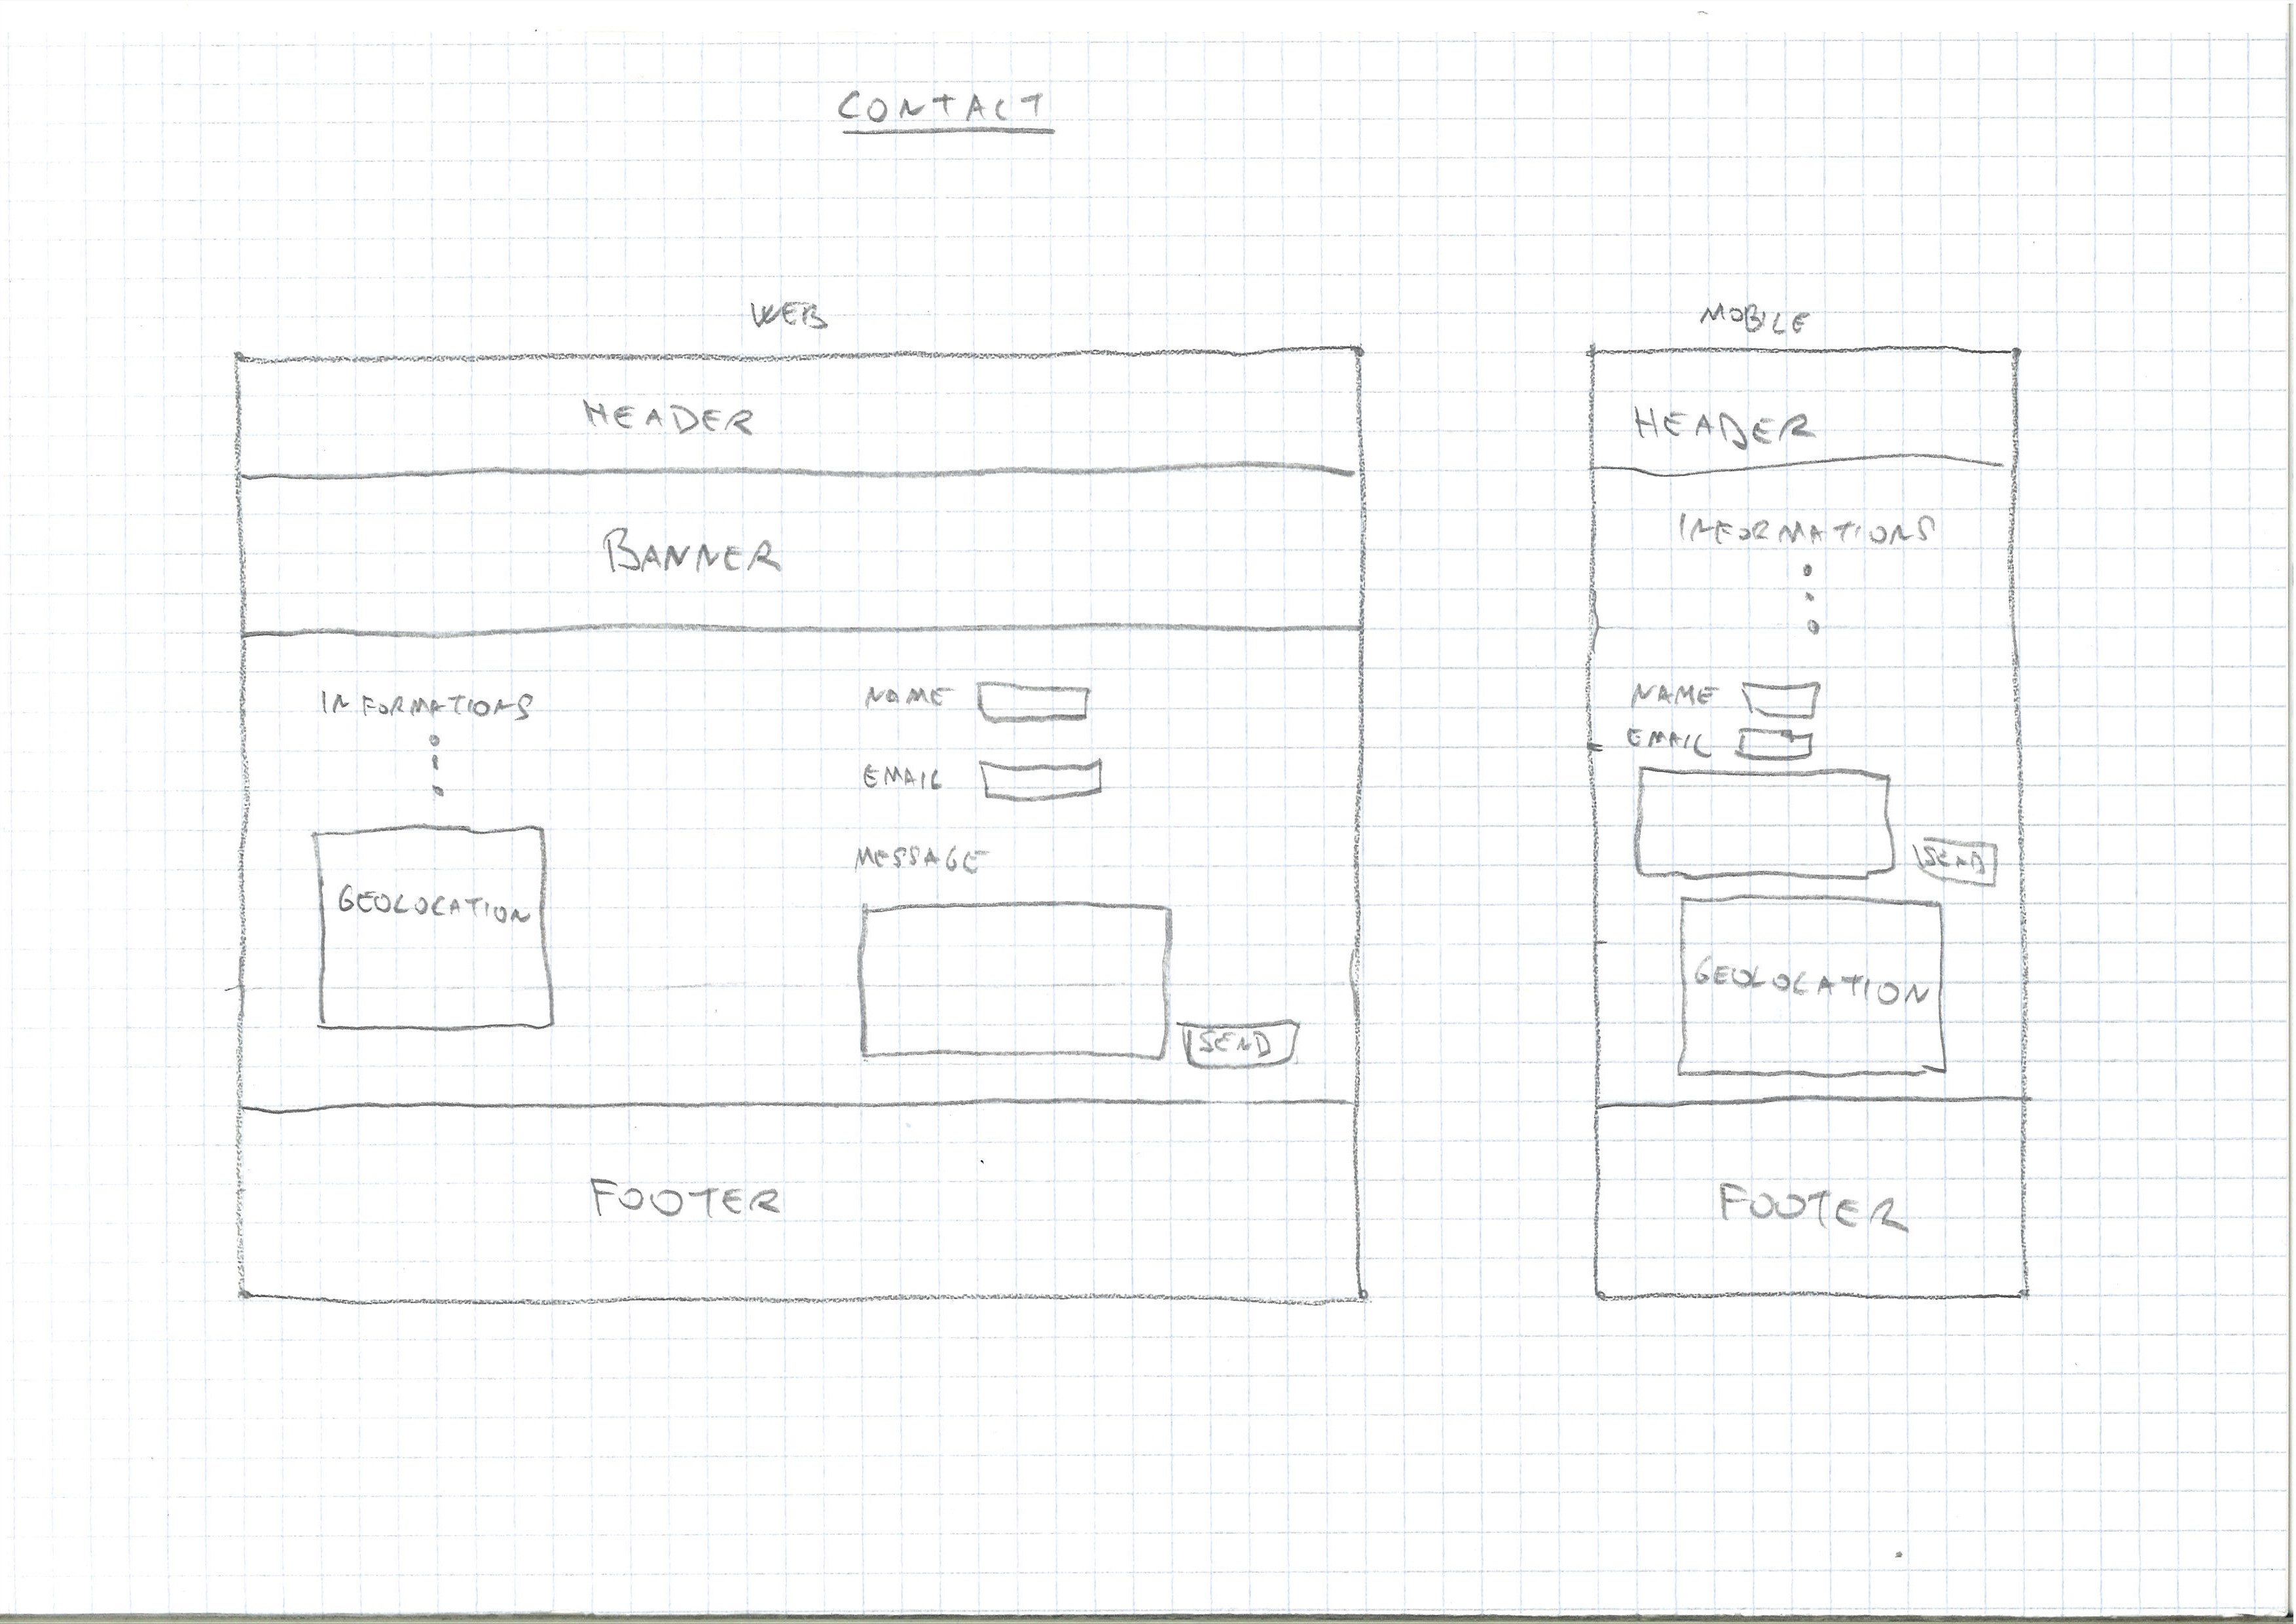 CONTACT
WEB
HEADER
BANNER
INFORMATIONS
GEOLOCATION
NAME
EMAIL
MESSAGE
SEND
FOOTER
MOBILE
HEADER
INFORMATIONS
NAME
EMAIL
SEND
GEOLOCATION
FOOTER